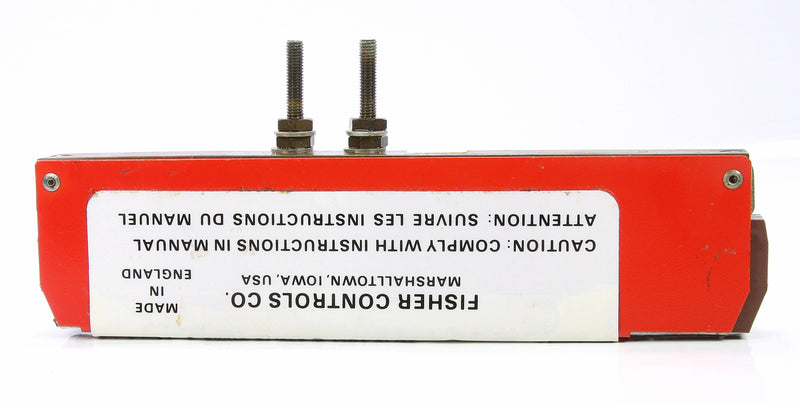 MADE
IN
ENGLAND
FISHER CONTROLS CO.
MARSHALLTOWN, IOWA, USA
CAUTION: COMPLY WITH INSTRUCTIONS IN MANUAL
ATTENTION: SUIVRE LES INSTRUCTIONS DU MANUEL